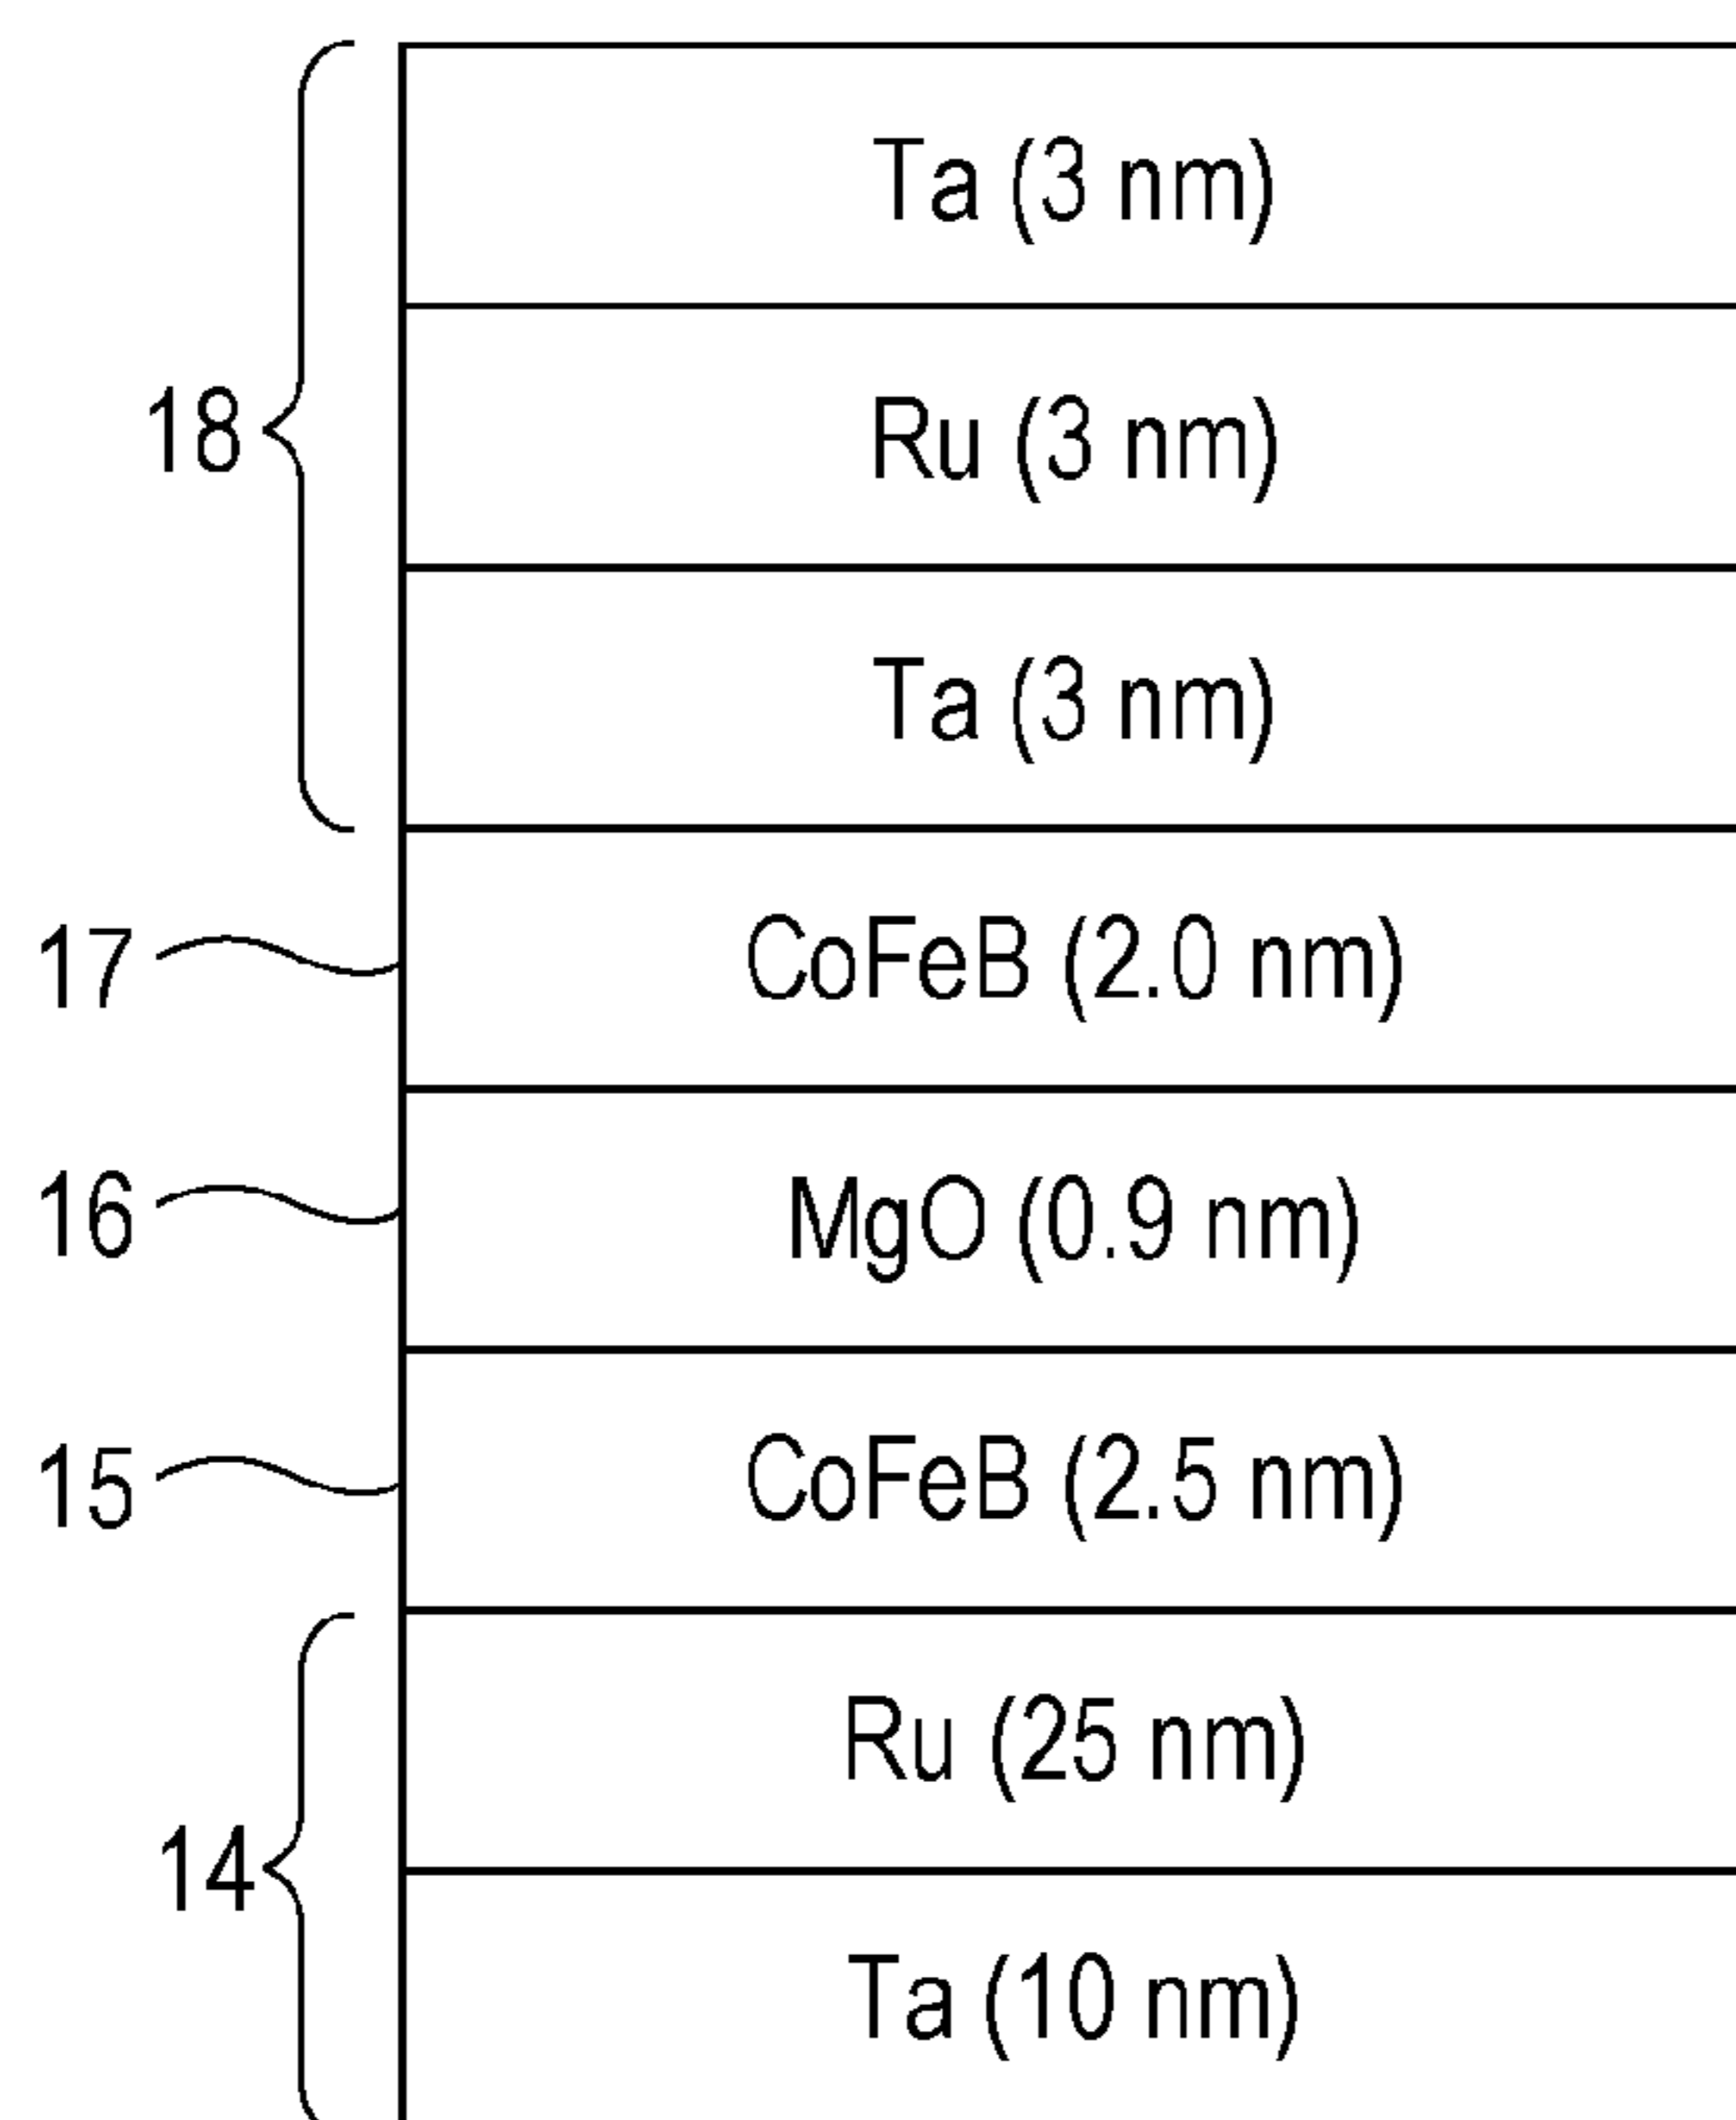 Ta (3 nm)
18
Ru (3 nm)
Ta (3 nm)
17
CoFeB (2.0 nm)
16
MgO (0.9 nm)
15
CoFeB (2.5 nm)
Ru (25 nm)
14
Ta (10 nm)